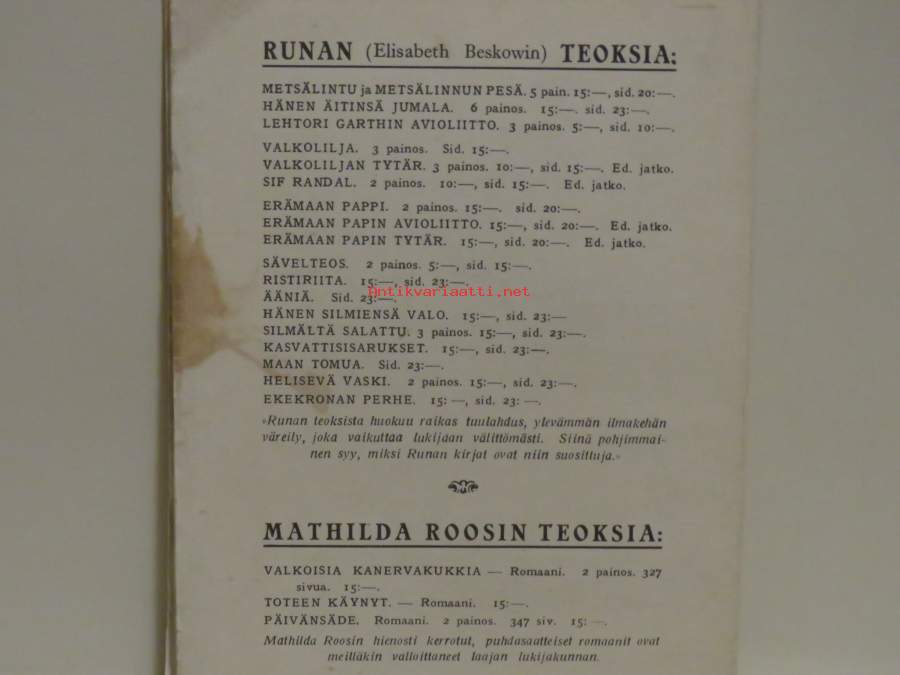 RUNAN (Elisabeth Beskowin) TEOKSIA:
METSÄLINTU ja METSÄLINNUN PESÄ. 5 pain. 15:—, sid. 20:—.
HÄNEN ÄITINSÄ JUMALA. 6 painos. 15:—. sid. 23:—.
LEHTORI GARTHIN AVIOLIITTO. 3 painos. 5:—, sid. 10:—.
VALKOLILJA. 3 painos. Sid. 15:—.
VALKOLILJAN TYTÄR. 3 painos. 10:—, sid. 15:—. Ed. jatko.
SIF RANDAL. 2 painos. 10:—, sid. 15:—. Ed. jatko.
ERÄMAAN PAPPI. 2 painos. 15:—. sid. 20:—.
ERÄMAAN PAPIN AVIOLIITTO. 15:—, sid. 20:—. Ed. jatko.
ERÄMAAN PAPIN TYTÄR. 15:—, sid. 20:—. Ed. jatko.
SÄVELTEOS. 2 painos. 5:—, sid. 15:—.
RISTIRIITA. 15:—, sid. 23:—.
Antikvariaatti.net
ÄÄNIÄ. Sid. 23:—.
HÄNEN SILMIENSÄ VALO. 15:—, sid. 23:—
SILMÄLTÄ SALATTU. 3 painos. 15:—, sid. 23:—.
KASVATTISISARUKSET. 15:—, sid. 23:—.
MAAN TOMUA. Sid. 23:—.
HELISEVÄ VASKI. 2 painos. 15:—, sid. 23:—.
EKEKRONAN PERHE. 15: —, sid. 23: —.
»Runan teoksista huokuu raikas tuulahdus, ylevämmän ilmakehän
väreily, joka vaikuttaa lukijaan välittömästi. Siinä pohjimmai-
nen syy, miksi Runan kirjat ovat niin suosittuja.»
MATHILDA ROOSIN TEOKSIA:
VALKOISIA KANERVAKUKKIA — Romaani. 2 painos. 327
sivua. 15:—.
TOTEEN KÄYNYT. — Romaani. 15:—.
PÄIVÄNSÄDE. Romaani. 2 painos. 347 siv. 15: —.
Mathilda Roosin hienosti kerrotut, puhdasaatteiset romaanit ovat
meilläkin valloittaneet laajan lukijakunnan.